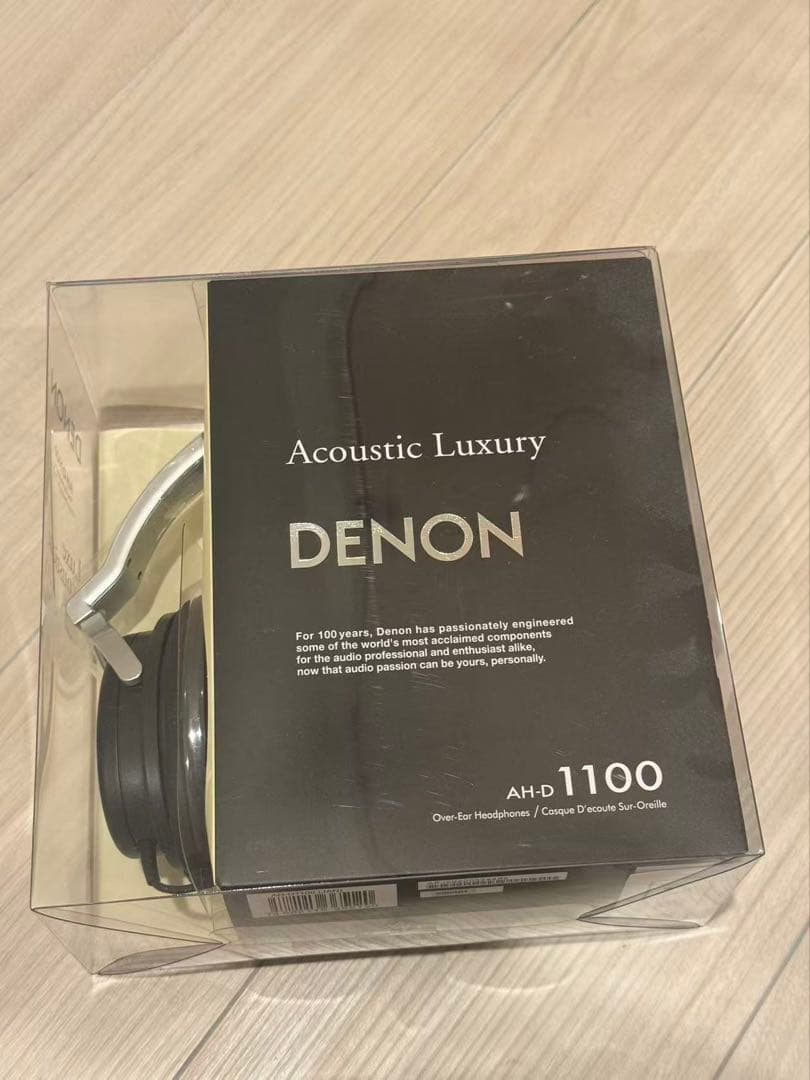 Acoustic Luxury
DENON
For 100 years, Denon has passionately engineered
some of the world's most acclaimed components
for the audio professional and enthusiast alike,
now that audio passion can be yours, personally.
AH-D 1100
Over-Ear Headphones / Casque D'ecoute Sur-Oreille
DENON